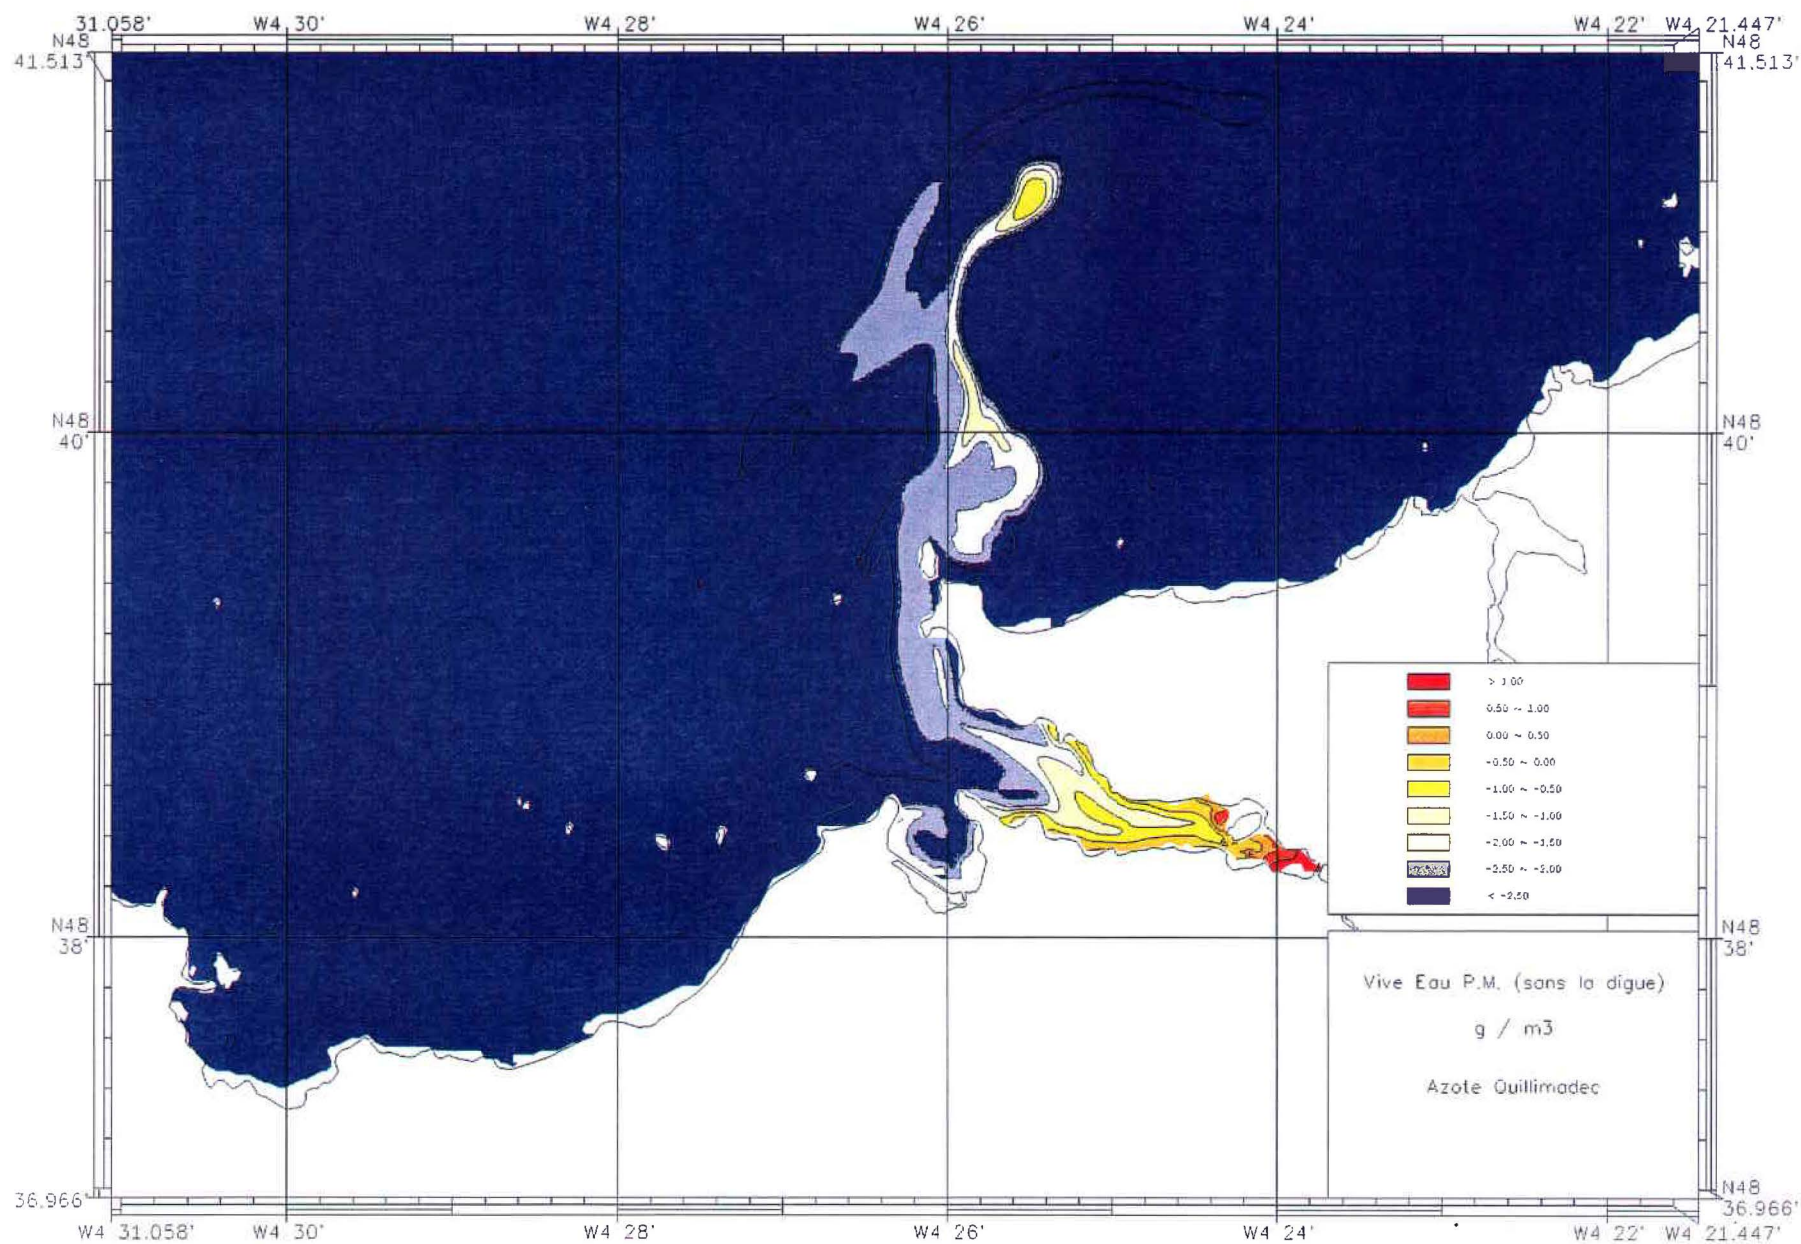 31.058' W4 30' W4 28' W4 26' W4 24' W4 22' W4 21.447'
N48 N48
41.513' 41.513'
N48 N48
40' 40'
> 1.00
0.50 ~ 1.00
0.00 ~ 0.50
-0.50 ~ 0.00
-1.00 ~ -0.50
-1.50 ~ -1.00
-2.00 ~ -1.50
-2.50 ~ -2.00
< -2.50
N48 N48
38' 38'
Vive Eau P.M. (sans la digue)
g / m3
Azote Quillimadec
N48
36.966' 36.966'
W4 31.058' W4 30' W4 28' W4 26' W4 24' W4 22' W4 21.447'